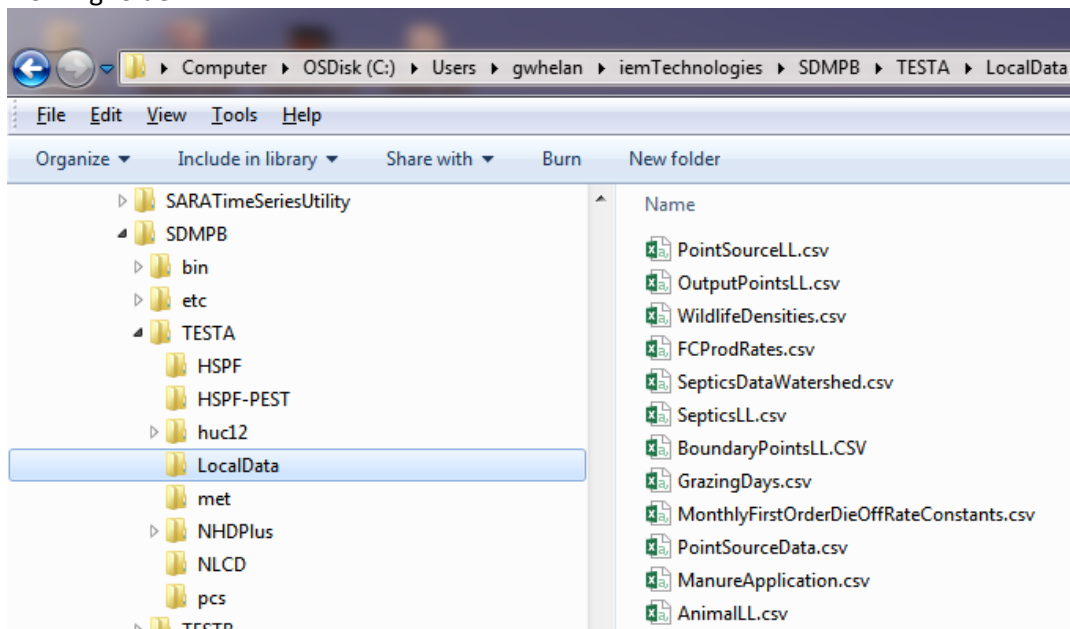 Computer ▸ OSDisk (C:) ▸ Users ▸ gwhelan ▸ iemTechnologies ▸ SDMPB ▸ TESTA ▸ LocalData
File Edit View Tools Help
Organize Include in library Share with Burn New folder
SARATimeSeriesUtility
SDMPB
bin
etc
TESTA
HSPF
HSPF-PEST
huc12
LocalData
met
NHDPlus
NLCD
pcs
Name
PointSourceLL.csv
OutputPointsLL.csv
WildlifeDensities.csv
FCProdRates.csv
SepticsDataWatershed.csv
SepticsLL.csv
BoundaryPointsLL.CSV
GrazingDays.csv
MonthlyFirstOrderDieOffRateConstants.csv
PointSourceData.csv
ManureApplication.csv
AnimalLL.csv